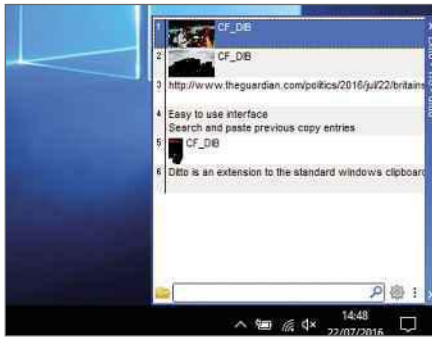 1 CF_DIB
2 CF_DIB
3 http://www.theguardian.com/politics/2016/jul/22/britains
4 Easy to use interface
Search and paste previous copy entries
5 CF_DIB
6 Ditto is an extension to the standard windows clipboard
14:48
22/07/2016